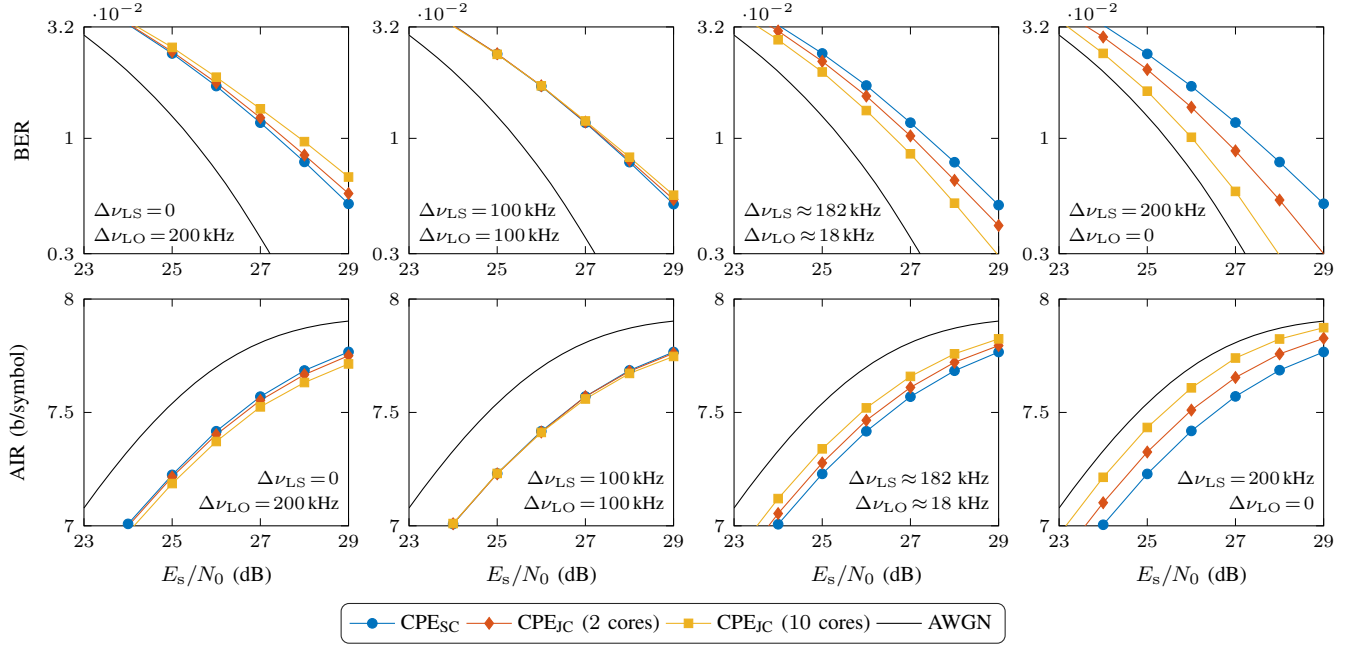 ·10⁻² ·10⁻² ·10⁻² ·10⁻²
3.2 3.2 3.2 3.2
BER
1 1 1 1
Δν_LS = 0 Δν_LS = 100 kHz Δν_LS ≈ 182 kHz Δν_LS = 200 kHz
Δν_LO = 200 kHz Δν_LO = 100 kHz Δν_LO ≈ 18 kHz Δν_LO = 0
0.3 0.3 0.3 0.3
23 25 27 29 23 25 27 29 23 25 27 29 23 25 27 29
8 8 8 8
AIR (b/symbol)
7.5 7.5 7.5 7.5
Δν_LS = 0 Δν_LS = 100 kHz Δν_LS ≈ 182 kHz Δν_LS = 200 kHz
Δν_LO = 200 kHz Δν_LO = 100 kHz Δν_LO ≈ 18 kHz Δν_LO = 0
7 7 7 7
23 25 27 29 23 25 27 29 23 25 27 29 23 25 27 29
E_s/N_0 (dB) E_s/N_0 (dB) E_s/N_0 (dB) E_s/N_0 (dB)
CPE_SC CPE_JC (2 cores) CPE_JC (10 cores) AWGN